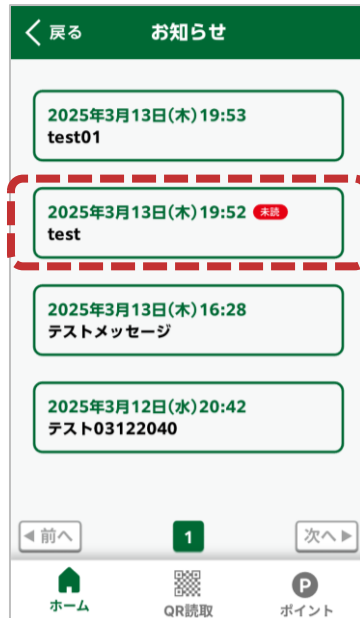 戻る
お知らせ
2025年3月13日(木)19:53
test01
2025年3月13日(木)19:52 未読
test
2025年3月13日(木)16:28
テストメッセージ
2025年3月12日(水)20:42
テスト03122040
前へ
1
次へ
P
ホーム
QR読取
ポイント